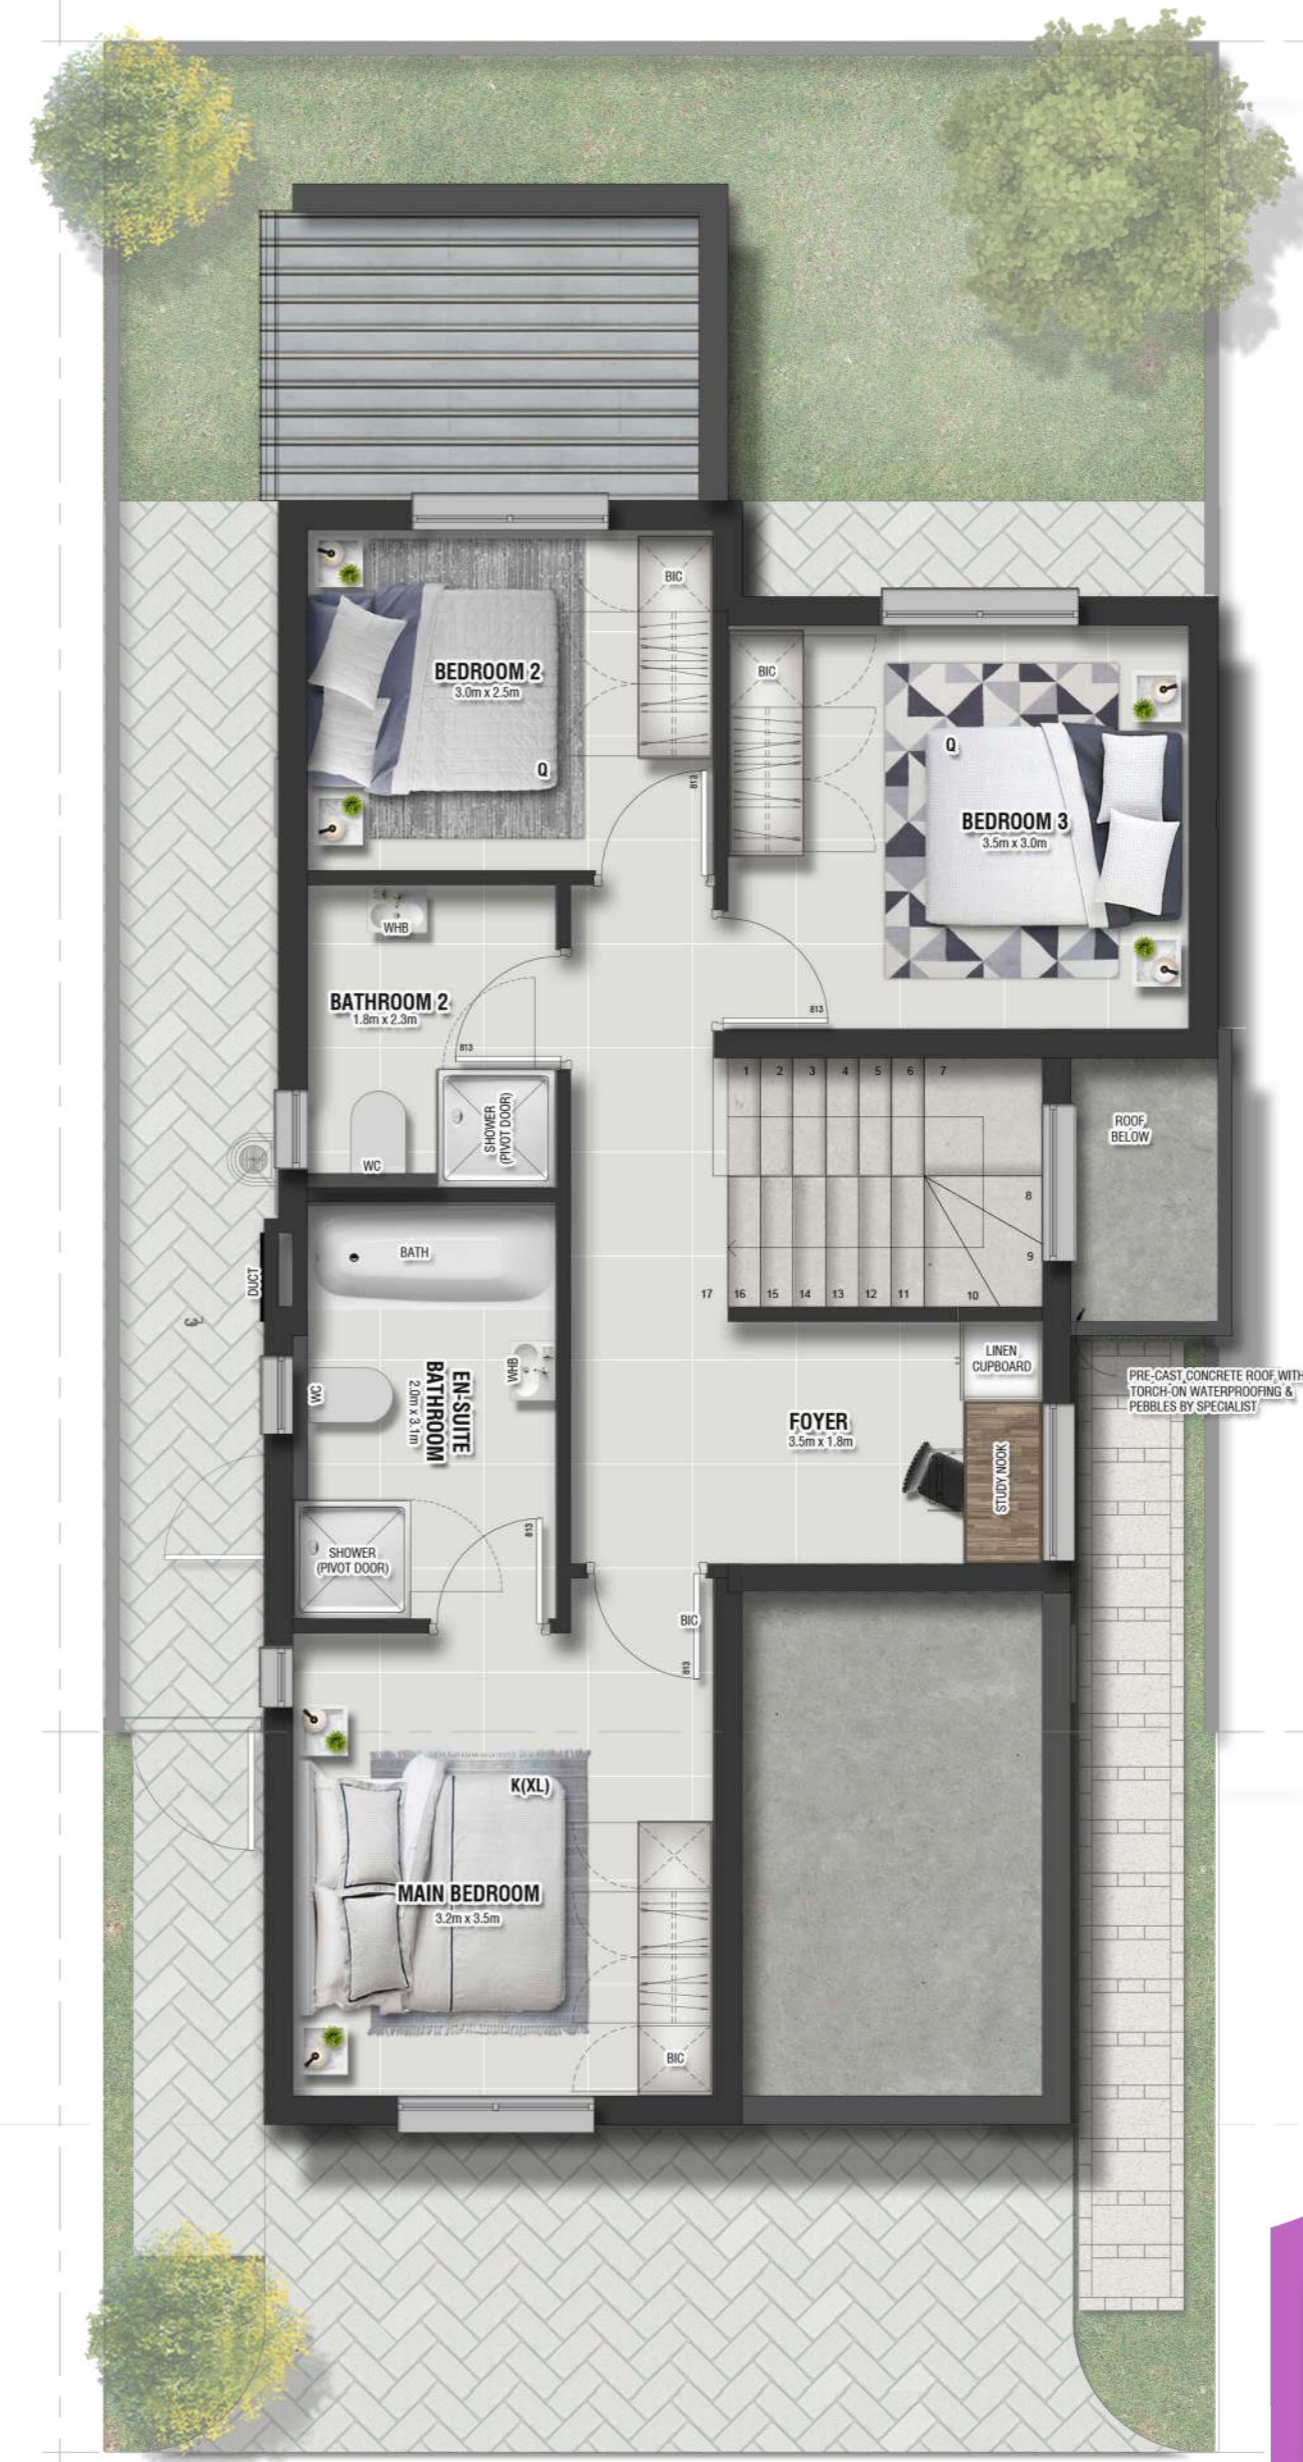 BIC
BEDROOM 2
3.0m x 2.5m
Q
813
BIC
Q
BEDROOM 3
3.5m x 3.0m
813
WHB
BATHROOM 2
1.8m x 2.3m
813
SHOWER
(PIVOT DOOR)
WC
1 2 3 4 5 6 7
8
9
10
17 16 15 14 13 12 11
ROOF
BELOW
BATH
DUCT
WC
EN-SUITE
BATHROOM
2.0m x 3.1m
WHB
LINEN
CUPBOARD
PRE-CAST CONCRETE ROOF WITH
TORCH-ON WATERPROOFING &
PEBBLES BY SPECIALIST
FOYER
3.5m x 1.8m
STUDY NOOK
SHOWER
(PIVOT DOOR)
813
BIC
813
K(XL)
MAIN BEDROOM
3.2m x 3.5m
BIC